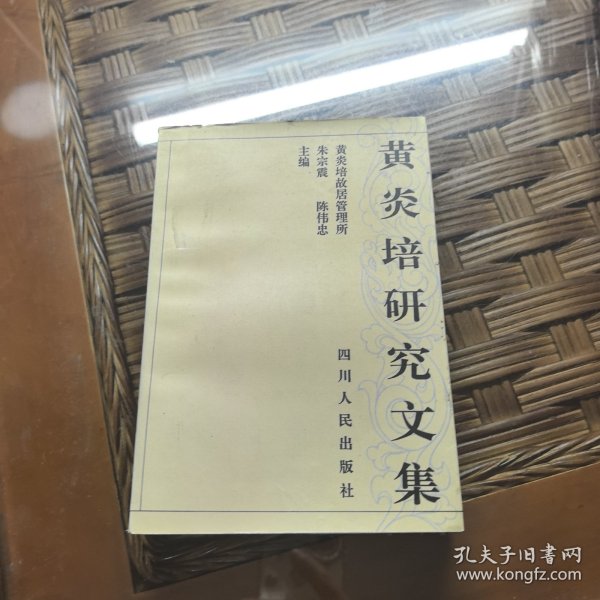 黄炎培研究文集
黄炎培故居管理所
朱宗震 陈伟忠
主编
四川人民出版社
孔夫子旧书网
www.kongfz.com